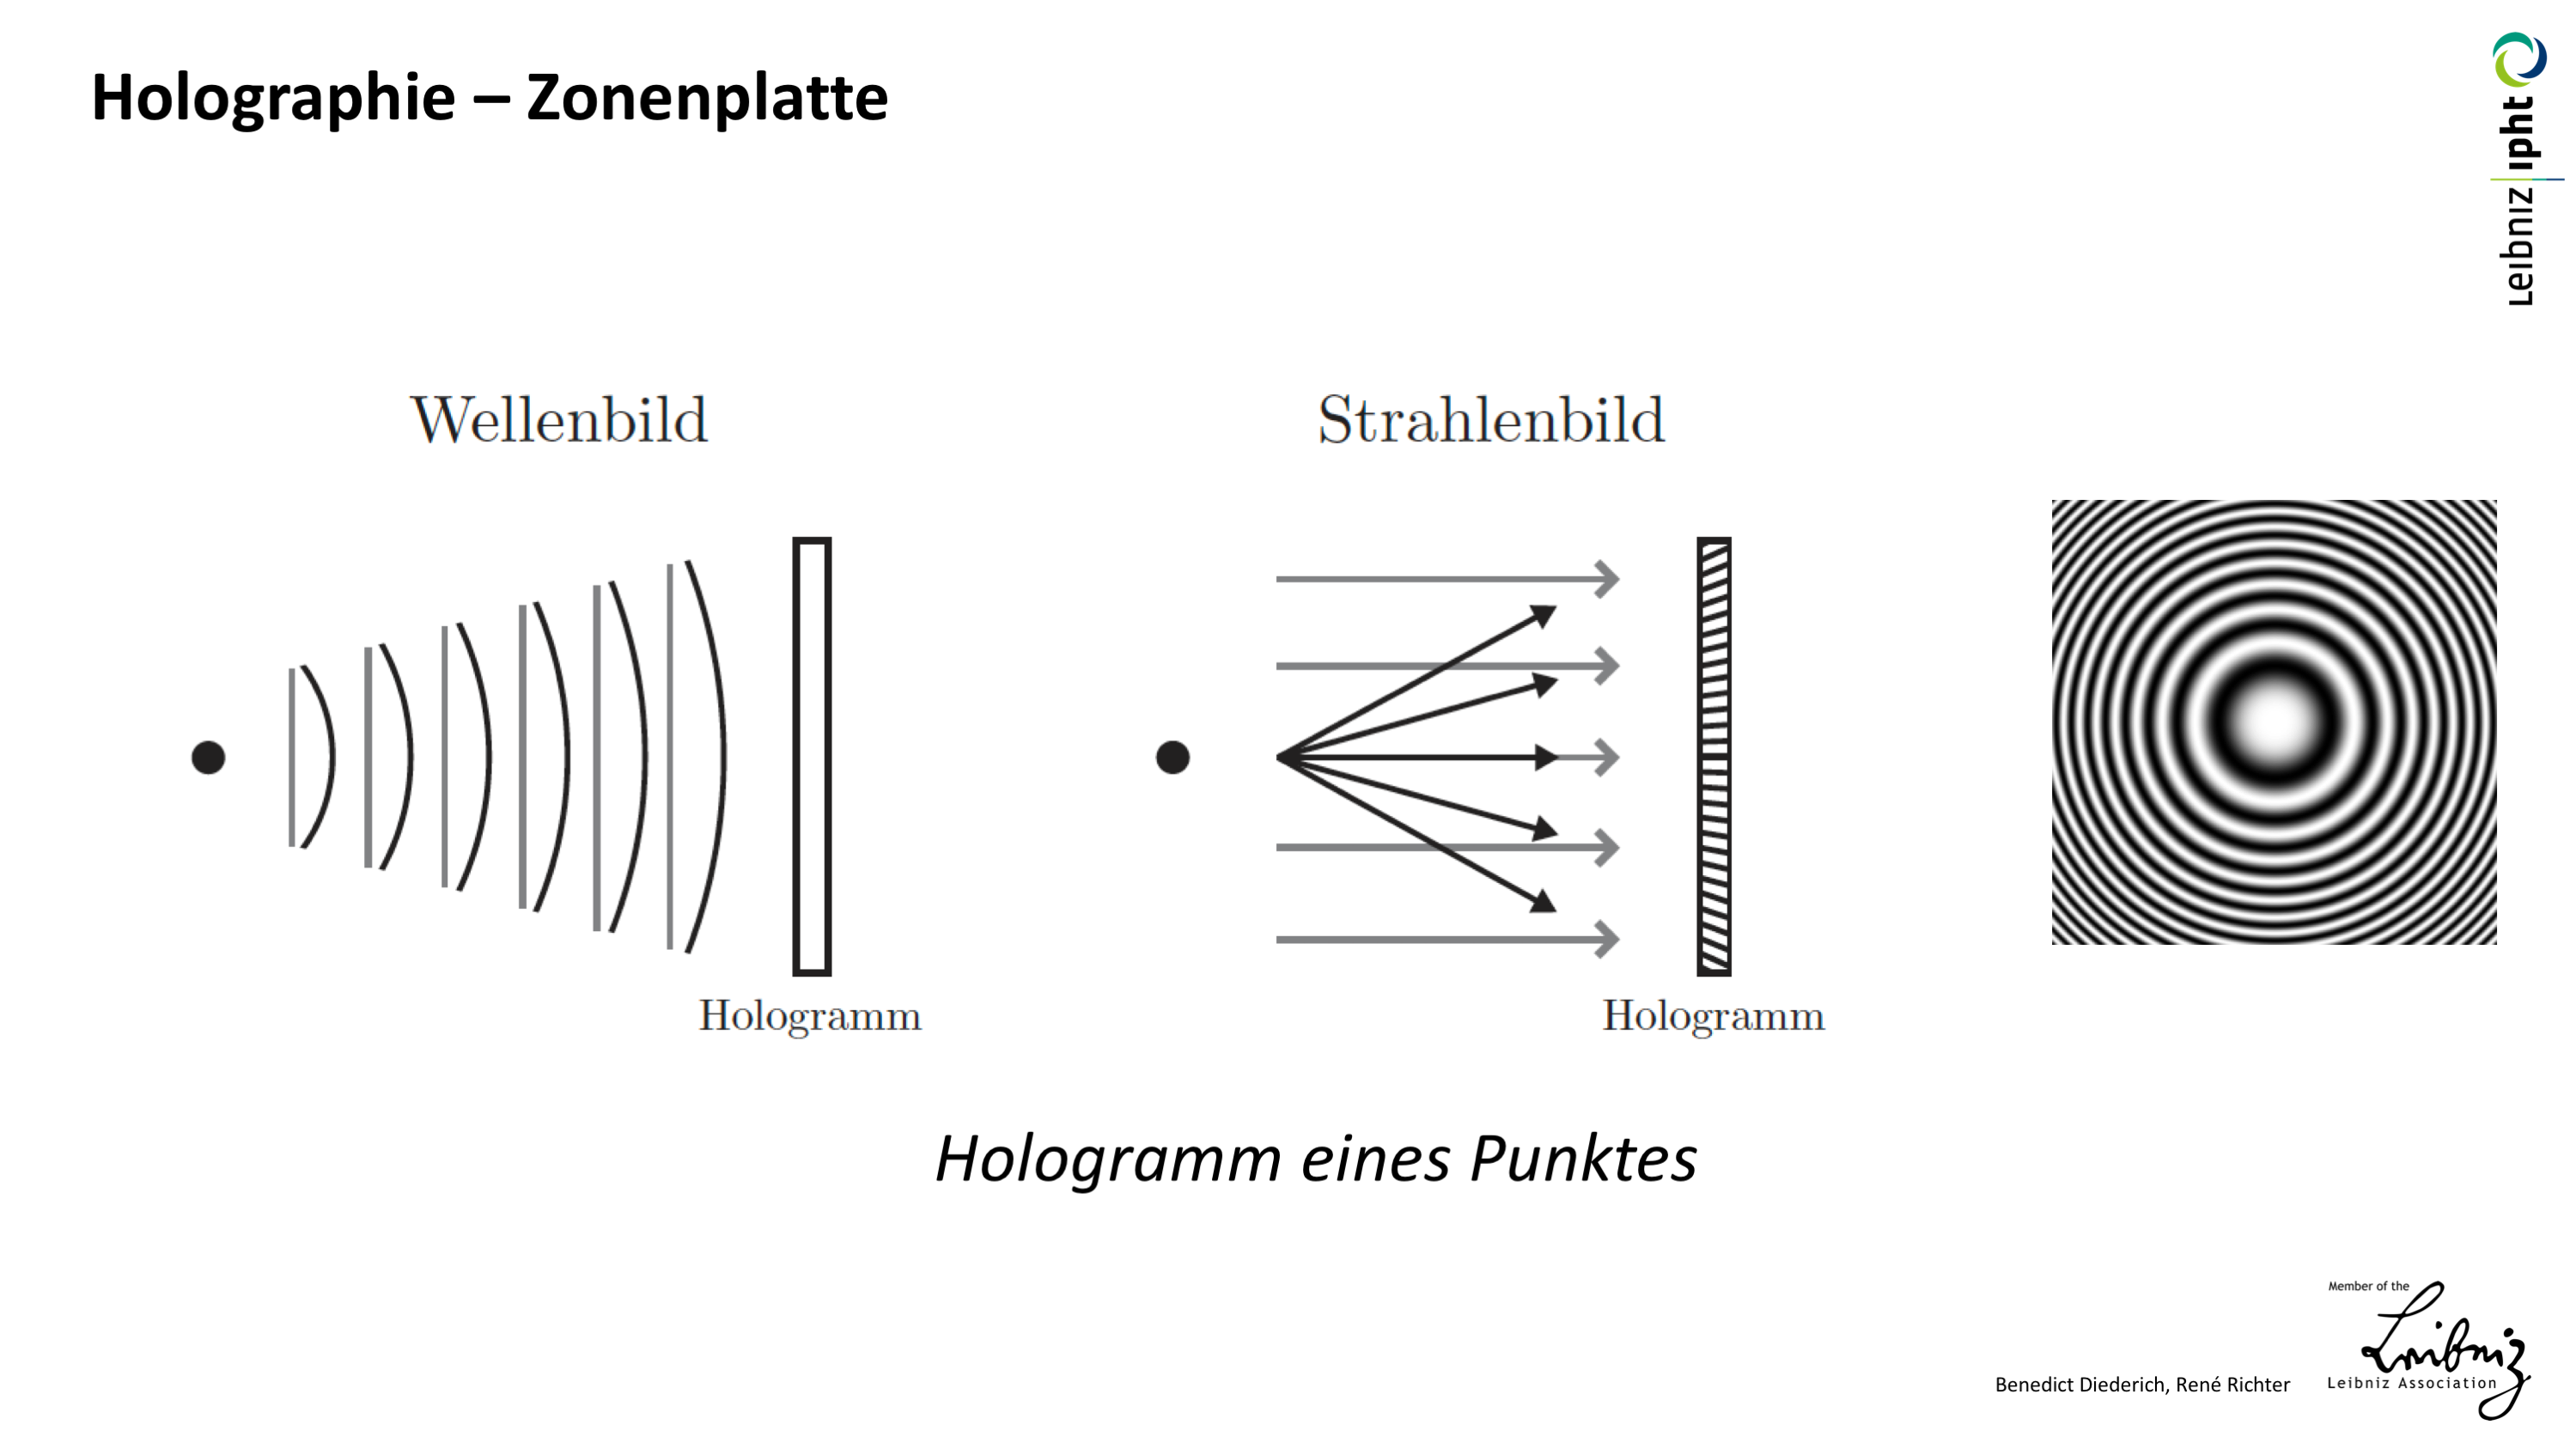 Holographie – Zonenplatte
Leibniz ipht
Wellenbild
Strahlenbild
Hologramm
Hologramm
Hologramm eines Punktes
Member of the
Leibniz
Leibniz Association
Benedict Diederich, René Richter